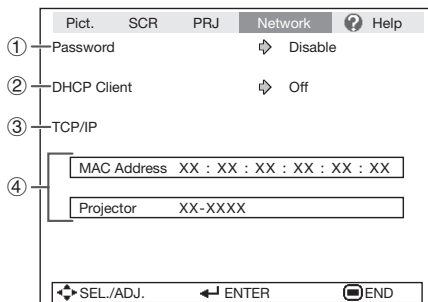 Pict. SCR PRJ Network ? Help
① Password Disable
② DHCP Client Off
③ TCP/IP
④
MAC Address XX : XX : XX : XX : XX : XX
Projector XX-XXXX
SEL./ADJ. ENTER END